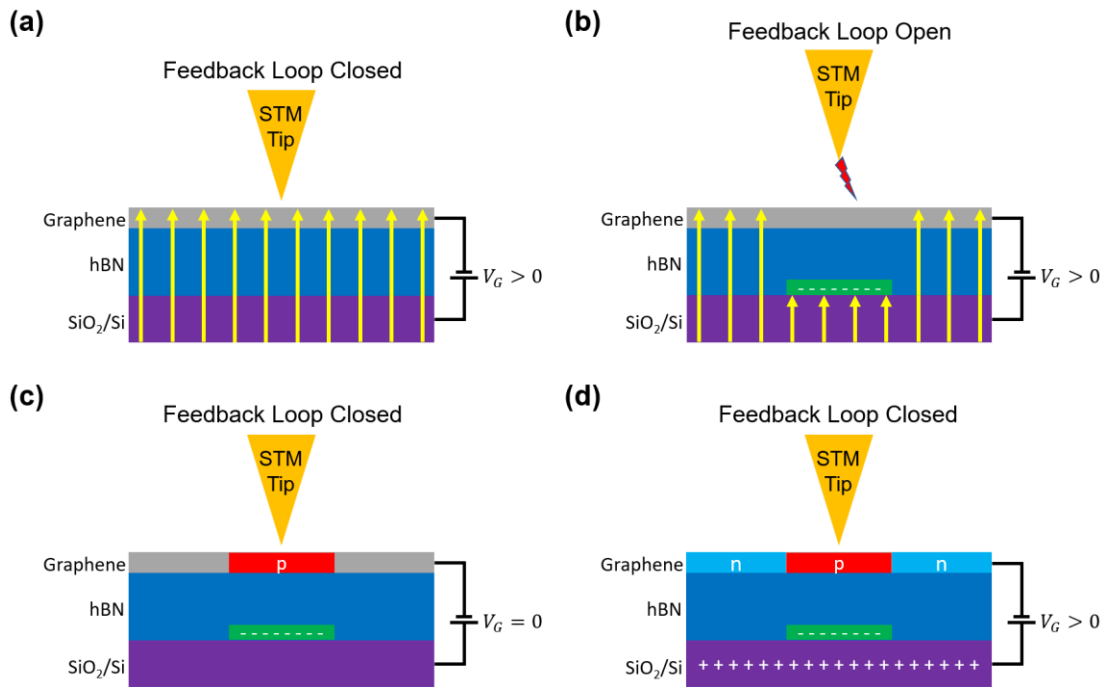 (a)
Feedback Loop Closed
STM
Tip
Graphene
hBN
SiO₂/Si
V_G > 0
(b)
Feedback Loop Open
STM
Tip
Graphene
hBN
- - - - - - - -
SiO₂/Si
V_G > 0
(c)
Feedback Loop Closed
STM
Tip
Graphene
p
hBN
- - - - - - - -
SiO₂/Si
V_G = 0
(d)
Feedback Loop Closed
STM
Tip
Graphene
n p n
hBN
- - - - - - - -
SiO₂/Si
+ + + + + + + + + + + + + + + + + +
V_G > 0